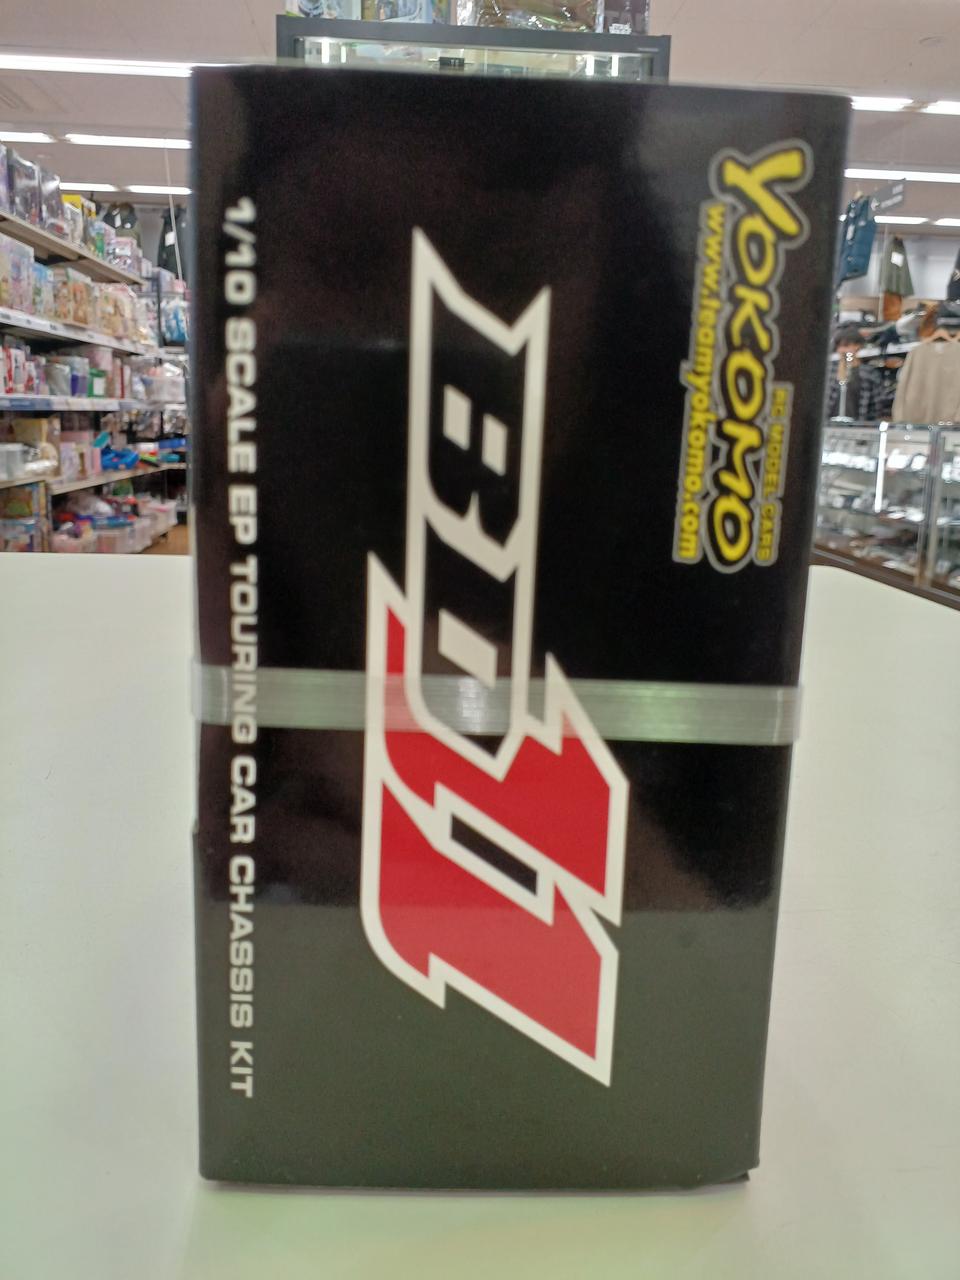 YOKOMO
RC MODEL CARS
www.teamyokomo.com
BD11
1/10 SCALE EP TOURING CAR CHASSIS KIT